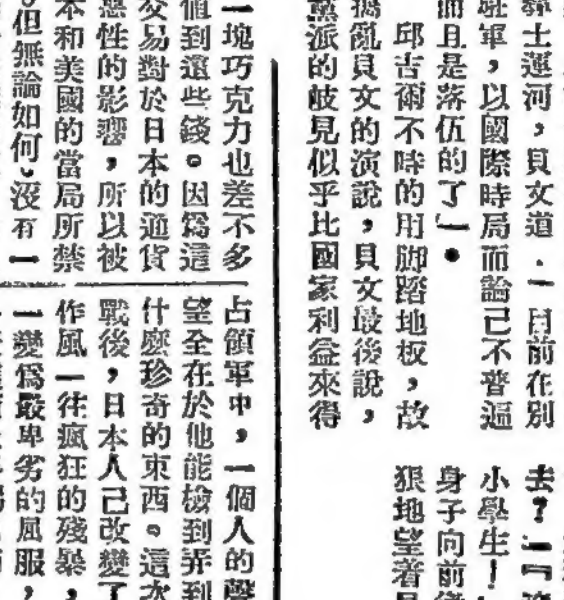 彝士運河，貝文道．一目前在別
駐軍，以國際時局而論已不普遍
而且是落伍的了一●
邱吉爾不時的用脚踏地板，故
搗亂貝文的演說，貝文最後說，
黨派的歧見似乎比國家利益來得
去？
小學生！
身子向前
狠地望着
一塊巧克力也差不多
值到這些錢。因爲這
交易對於日本的通貨
惡性的影響，所以被
本和美國的當局所禁
。但無論如何。沒有一
占領軍中，一個人的聲
望全在於他能檢到弄到
什麼珍奇的東西。這次
戰後，日本人已改變了
作風一往瘋狂的殘暴，
一變爲嚴卑劣的屈服，